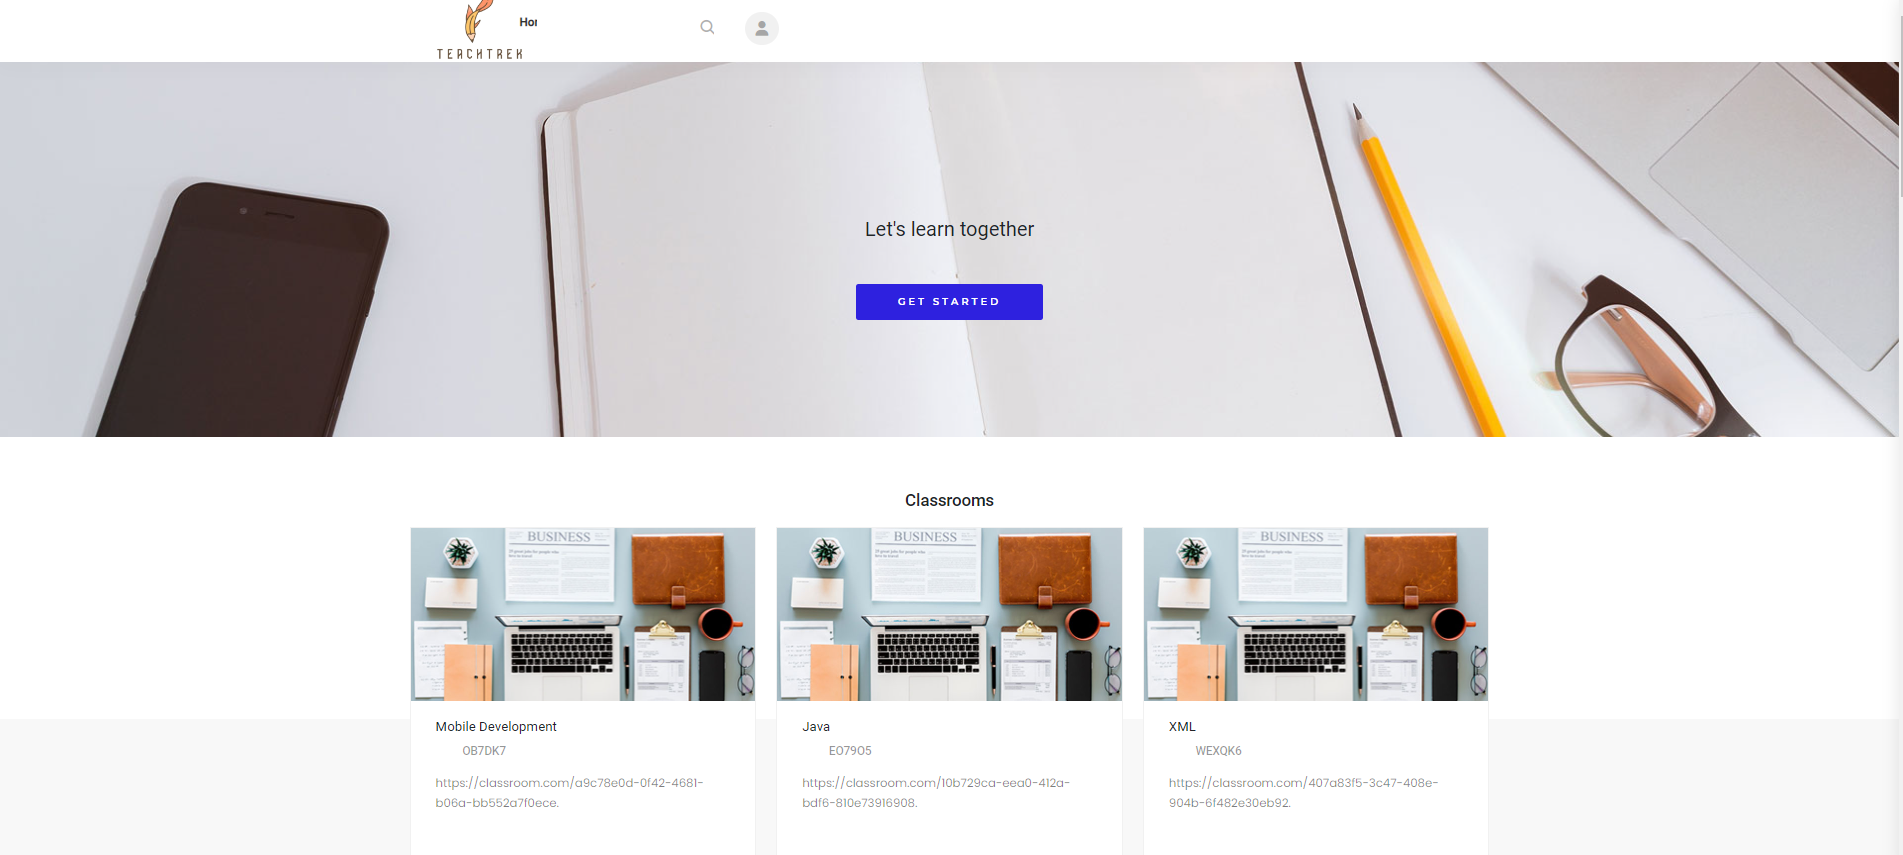 Hor
TEACHTREK
Let's learn together
GET STARTED
Classrooms
BUSINESS
BUSINESS
BUSINESS
Mobile Development
Java
XML
OB7DK7
EO79O5
WEXQK6
https://classroom.com/a9c78e0d-0f42-4681-
b06a-bb552a7f0ece.
https://classroom.com/10b729ca-eea0-412a-
bdf6-810e73916908.
https://classroom.com/407a83f5-3c47-408e-
904b-6f482e30eb92.